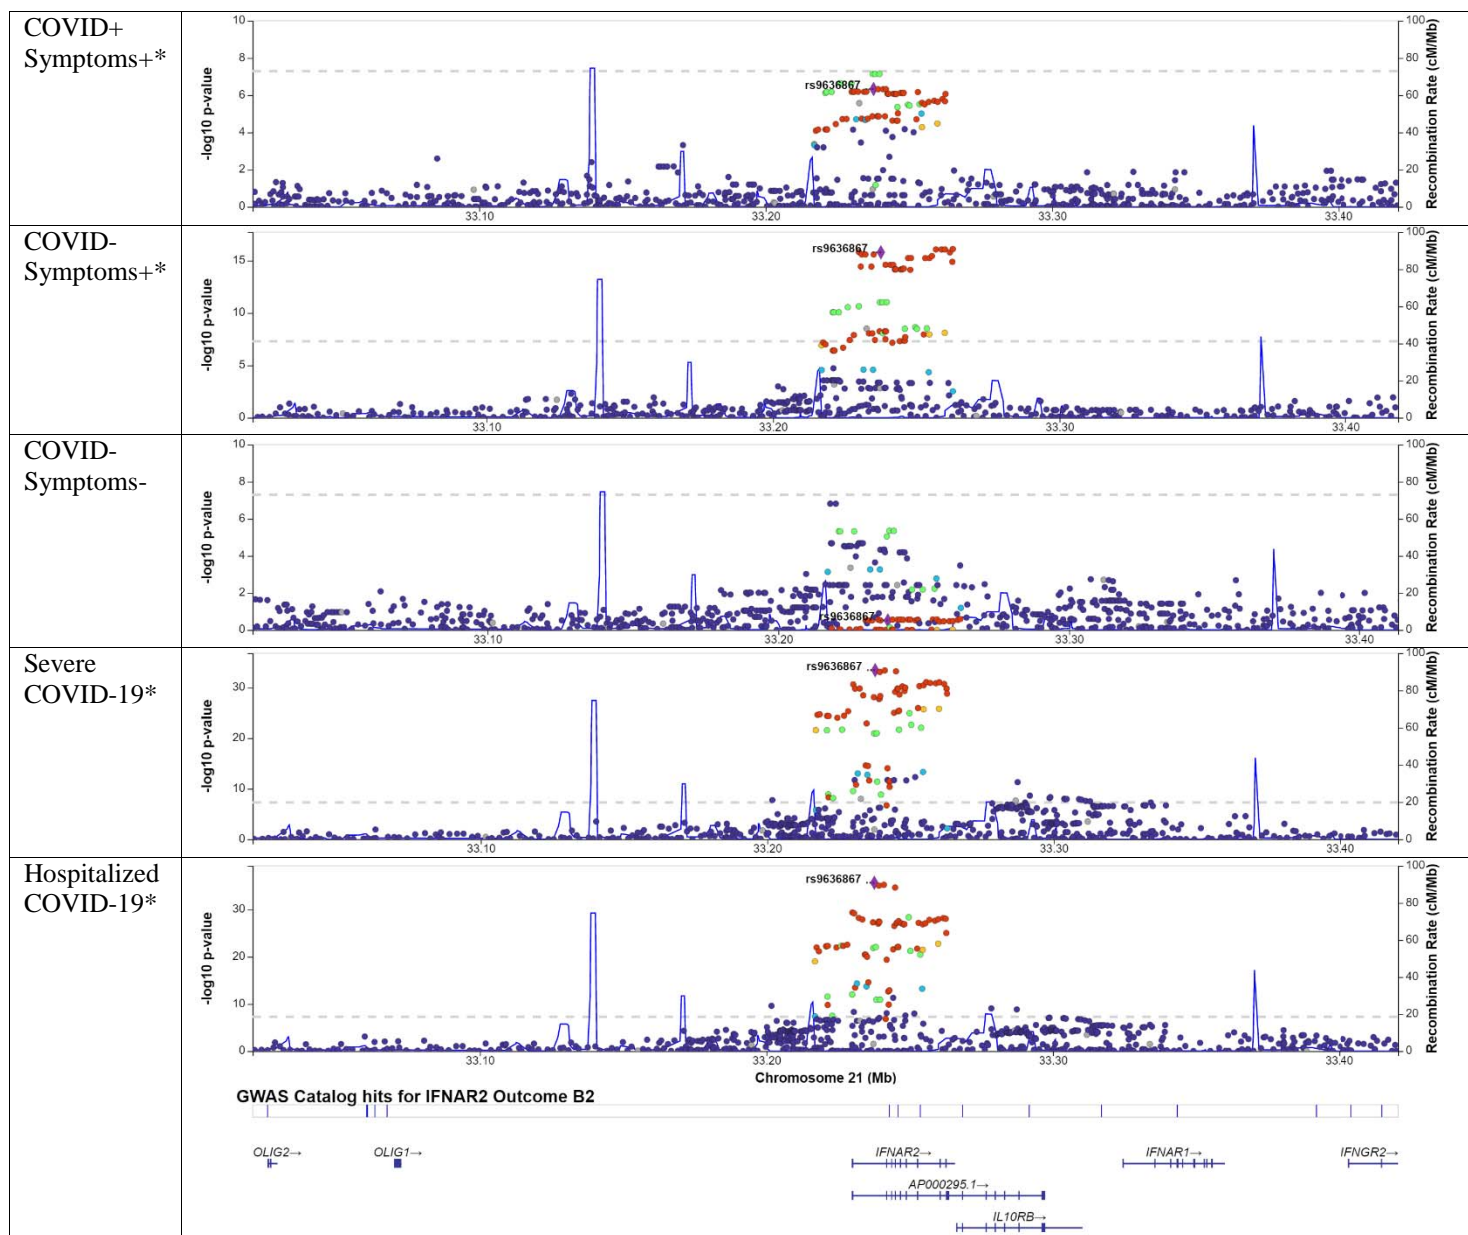 COVID+
Symptoms+*
10
8
6
4
2
0
-log10 p-value
rs9636867
100
80
60
40
20
0
Recombination Rate (cM/Mb)
33.10
33.20
33.30
33.40
COVID-
Symptoms+*
15
10
5
0
-log10 p-value
rs9636867
100
80
60
40
20
0
Recombination Rate (cM/Mb)
33.10
33.20
33.30
33.40
COVID-
Symptoms-
10
8
6
4
2
0
-log10 p-value
rs9636867
100
80
60
40
20
0
Recombination Rate (cM/Mb)
33.10
33.20
33.30
33.40
Severe
COVID-19*
30
20
10
0
-log10 p-value
rs9636867
100
80
60
40
20
0
Recombination Rate (cM/Mb)
33.10
33.20
33.30
33.40
Hospitalized
COVID-19*
30
20
10
0
-log10 p-value
rs9636867
100
80
60
40
20
0
Recombination Rate (cM/Mb)
33.10
33.20
33.30
33.40
Chromosome 21 (Mb)
GWAS Catalog hits for IFNAR2 Outcome B2
OLIG2→ OLIG1→ IFNAR2→ IFNAR1→ IFNGR2→
AP000295.1→
IL10RB→